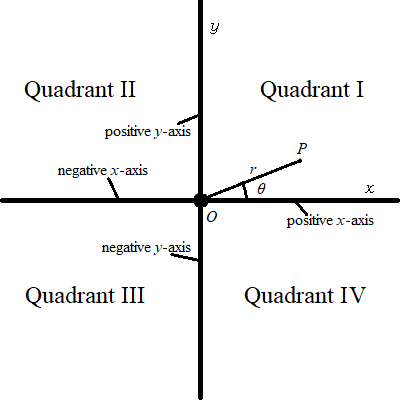 y
Quadrant II
Quadrant I
positive y-axis
P
negative x-axis
r
θ
x
O
positive x-axis
negative y-axis
Quadrant III
Quadrant IV